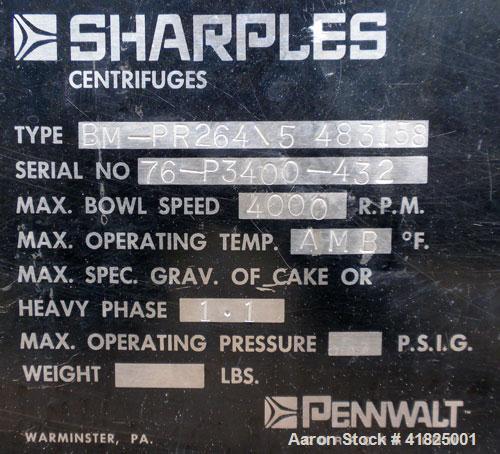 SHARPLES
CENTRIFUGES
TYPE BM-PR264\5 483158
SERIAL NO 76-P3400-432
MAX. BOWL SPEED 4000 R.P.M.
MAX. OPERATING TEMP. AMB °F.
MAX. SPEC. GRAV. OF CAKE OR
HEAVY PHASE 1.1
MAX. OPERATING PRESSURE P.S.I.G.
WEIGHT LBS.
PENNWALT
WARMINSTER, PA.
Aaron Stock # 41825001